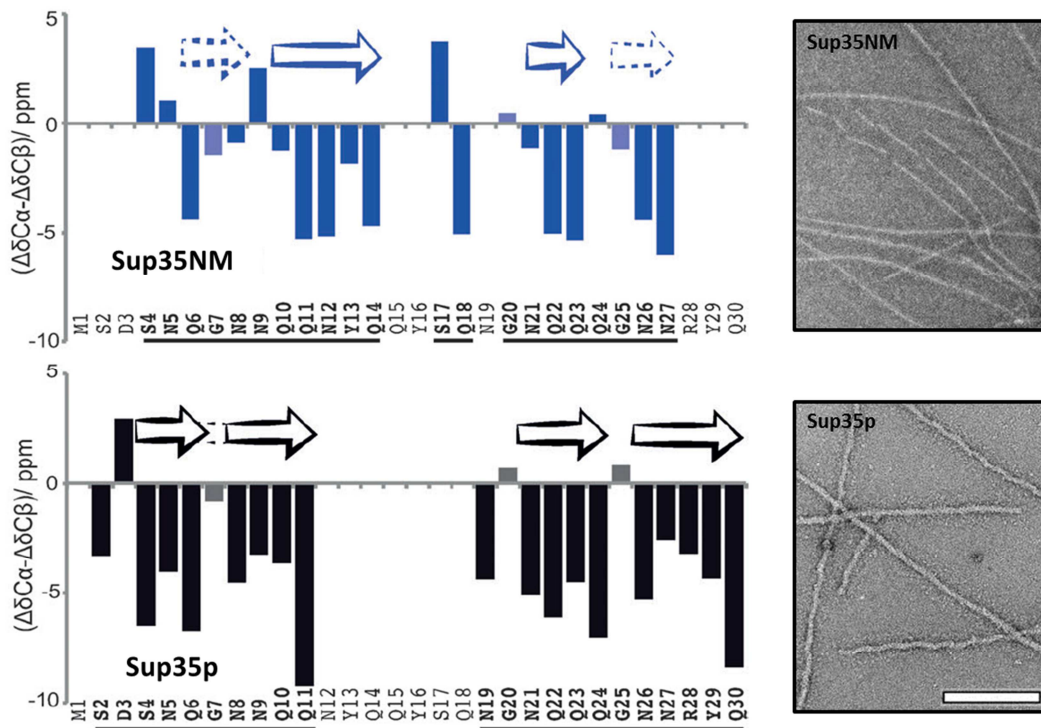 5
0
-5
-10
(ΔδCα-ΔδCβ)/ ppm
Sup35NM
M1 S2 D3 S4 N5 Q6 G7 N8 N9 Q10 Q11 N12 Y13 Q14 Q15 Y16 S17 Q18 N19 G20 N21 Q22 Q23 Q24 G25 N26 N27 R28 Y29 Q30
Sup35NM
5
0
-5
-10
(ΔδCα-ΔδCβ)/ ppm
Sup35p
M1 S2 D3 S4 N5 Q6 G7 N8 N9 Q10 Q11 N12 Y13 Q14 Q15 Y16 S17 Q18 N19 G20 N21 Q22 Q23 Q24 G25 N26 N27 R28 Y29 Q30
Sup35p